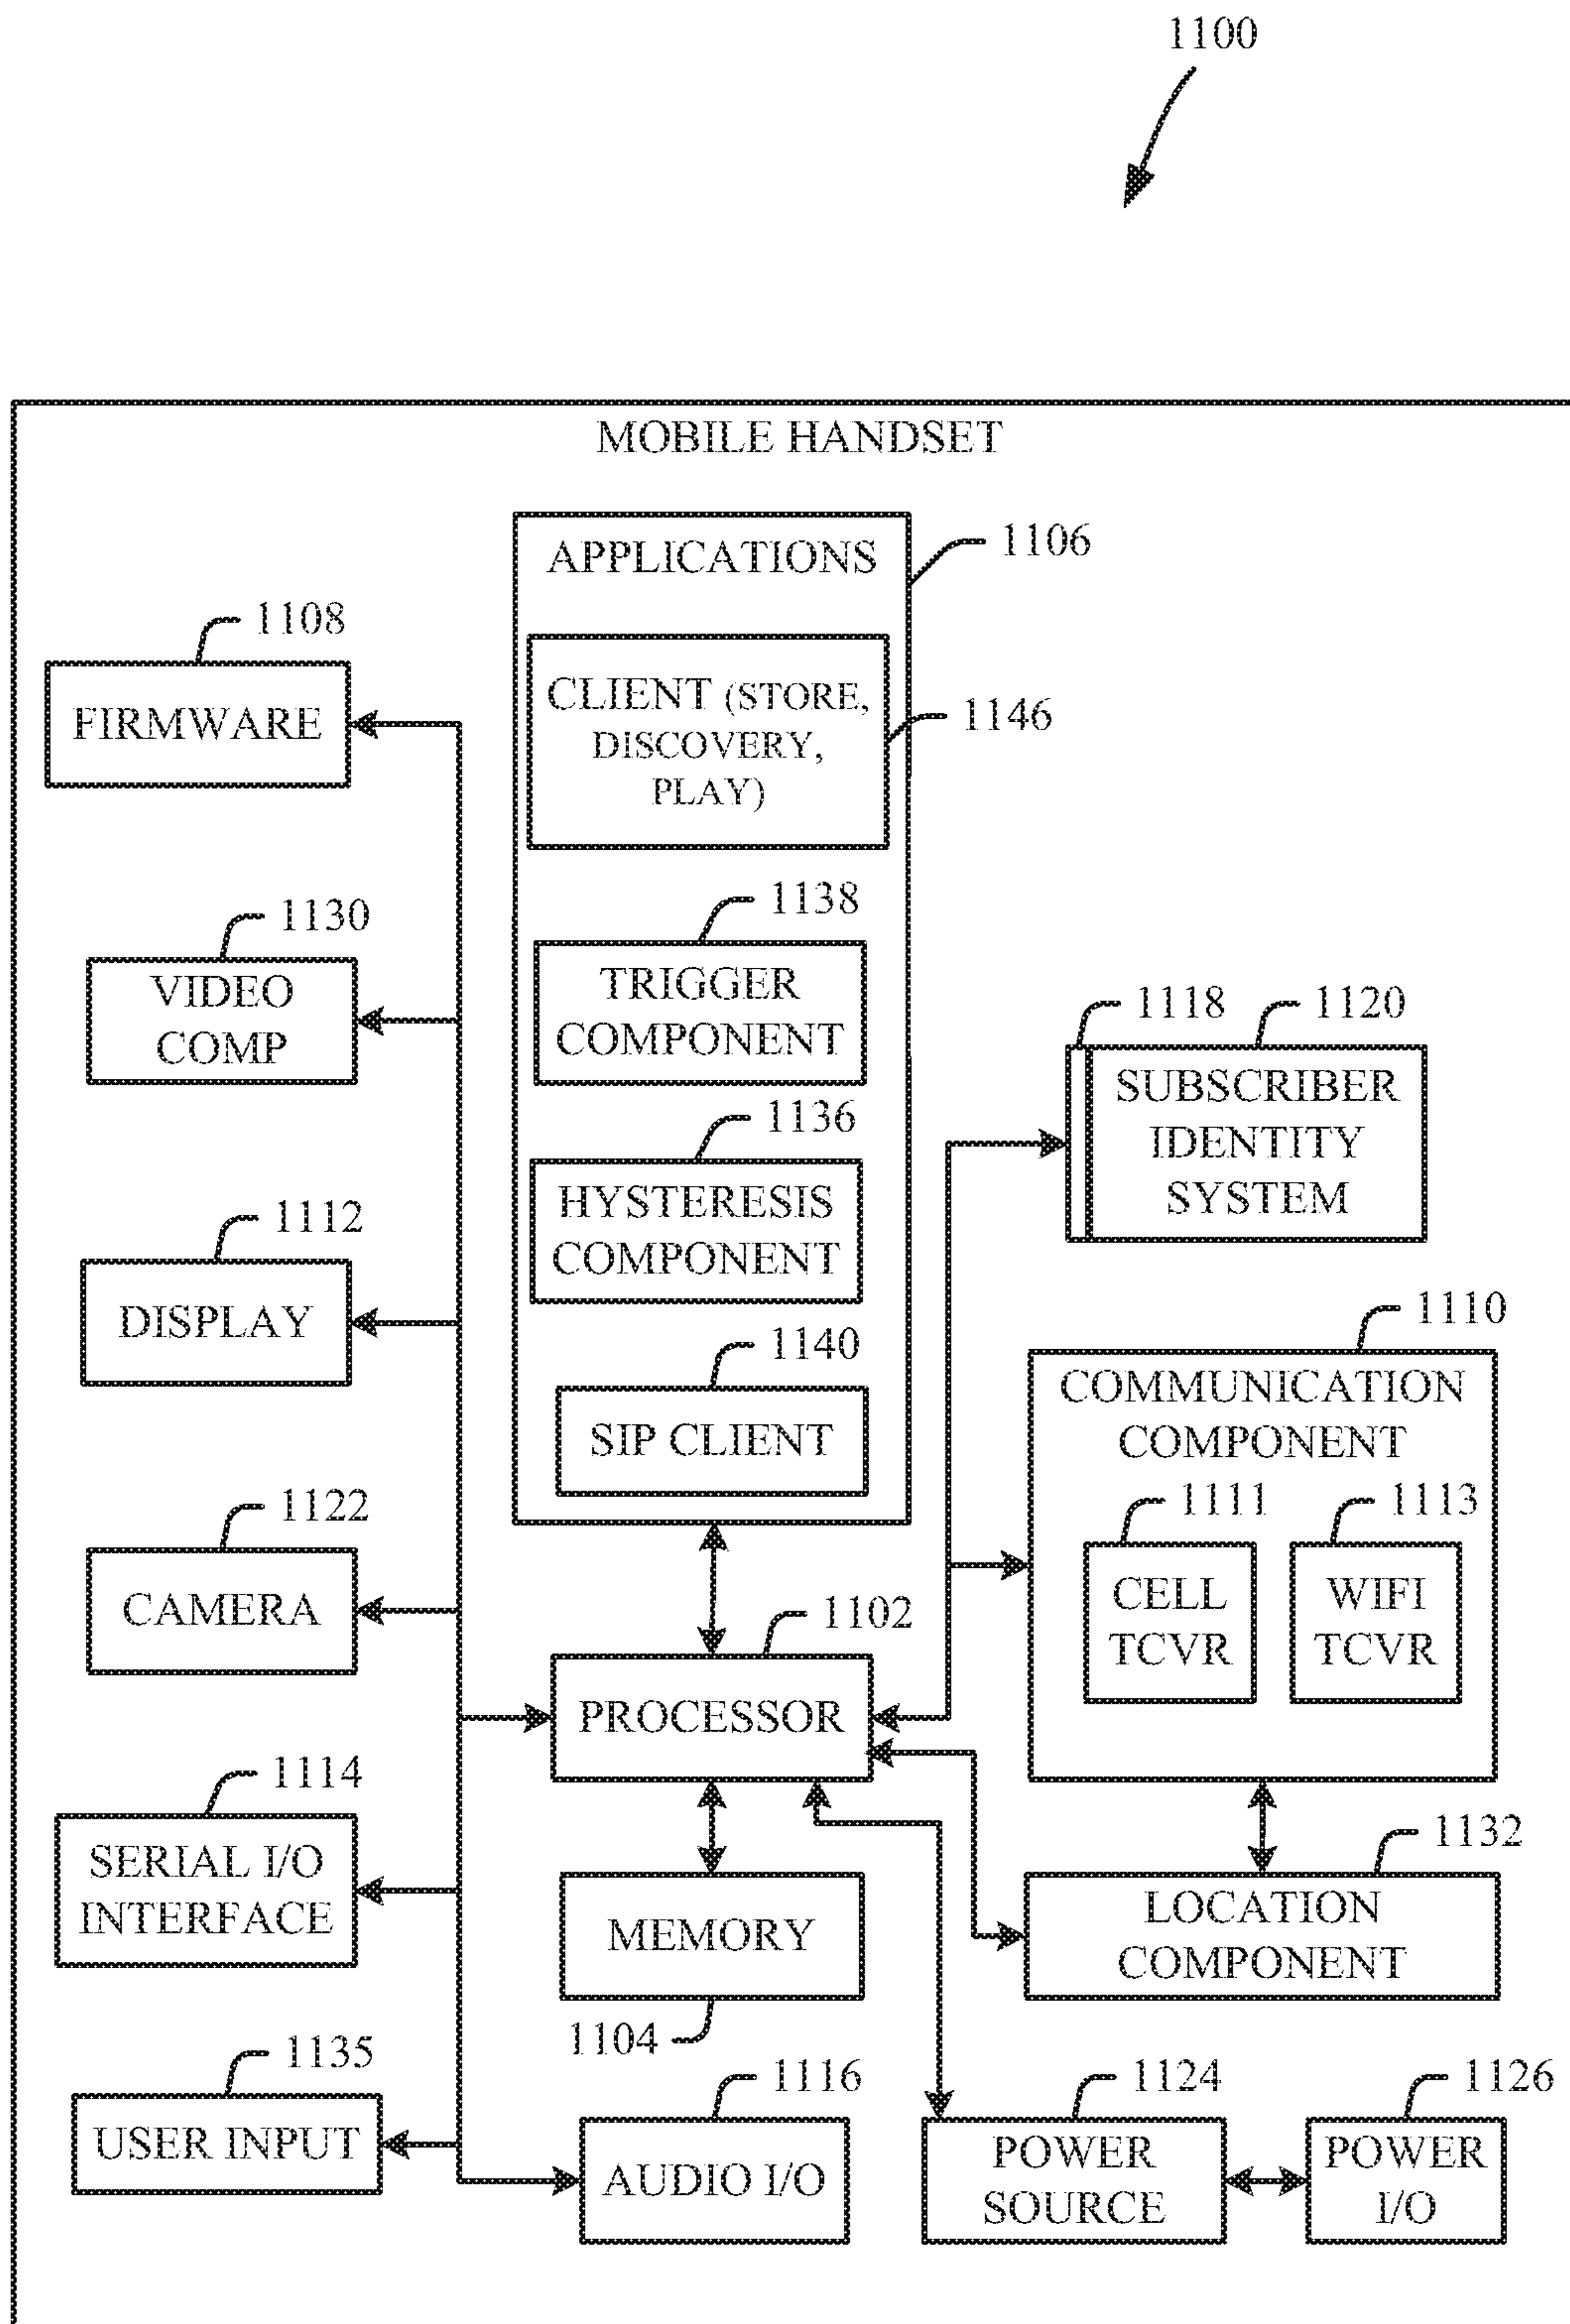 1100
MOBILE HANDSET
APPLICATIONS
1106
1108
FIRMWARE
CLIENT (STORE,
DISCOVERY,
PLAY)
1146
1130
VIDEO
COMP
1138
TRIGGER
COMPONENT
1136
HYSTERESIS
COMPONENT
1118
1120
SUBSCRIBER
IDENTITY
SYSTEM
1112
DISPLAY
1140
SIP CLIENT
1110
COMMUNICATION
COMPONENT
1111
CELL
TCVR
1113
WIFI
TCVR
1122
CAMERA
1102
PROCESSOR
1114
SERIAL I/O
INTERFACE
MEMORY
1104
1132
LOCATION
COMPONENT
1135
USER INPUT
1116
AUDIO I/O
1124
POWER
SOURCE
1126
POWER
I/O